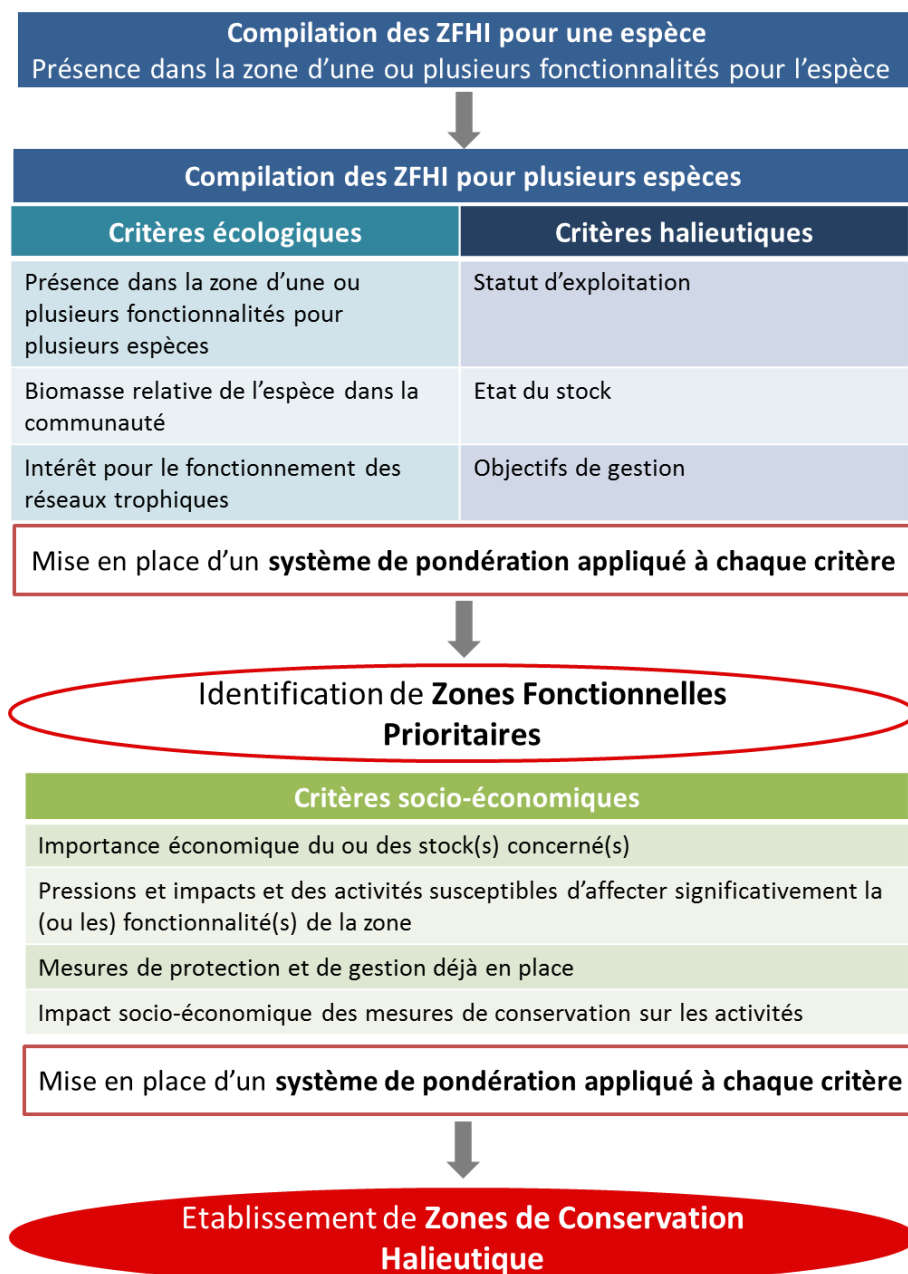 Compilation des ZFHI pour une espèce
Présence dans la zone d'une ou plusieurs fonctionnalités pour l'espèce
Compilation des ZFHI pour plusieurs espèces
Critères écologiques
Critères halieutiques
Présence dans la zone d'une ou
plusieurs fonctionnalités pour
plusieurs espèces
Statut d'exploitation
Biomasse relative de l'espèce dans la
communauté
Etat du stock
Intérêt pour le fonctionnement des
réseaux trophiques
Objectifs de gestion
Mise en place d'un système de pondération appliqué à chaque critère
Identification de Zones Fonctionnelles
Prioritaires
Critères socio-économiques
Importance économique du ou des stock(s) concerné(s)
Pressions et impacts et des activités susceptibles d'affecter significativement la
(ou les) fonctionnalité(s) de la zone
Mesures de protection et de gestion déjà en place
Impact socio-économique des mesures de conservation sur les activités
Mise en place d'un système de pondération appliqué à chaque critère
Etablissement de Zones de Conservation
Halieutique